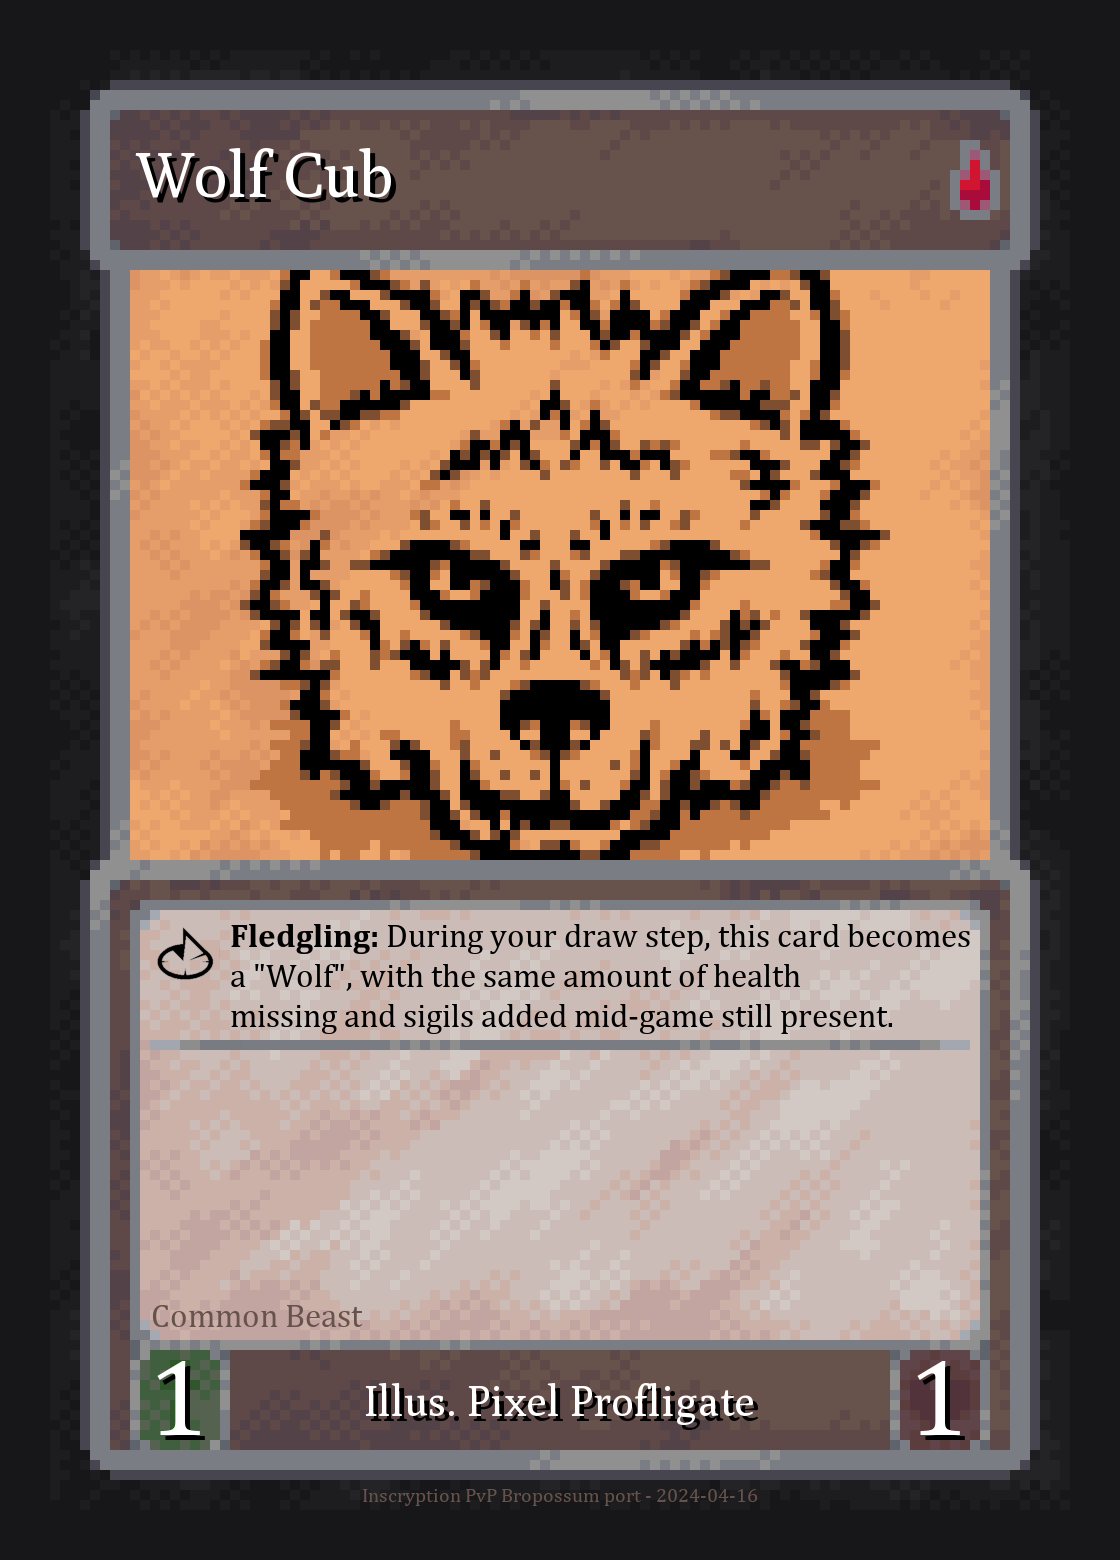 Wolf Cub
Fledgling: During your draw step, this card becomes
a "Wolf", with the same amount of health
missing and sigils added mid-game still present.
Common Beast
1
Illus. Pixel Profligate
1
Inscryption PvP Bropossum port - 2024-04-16